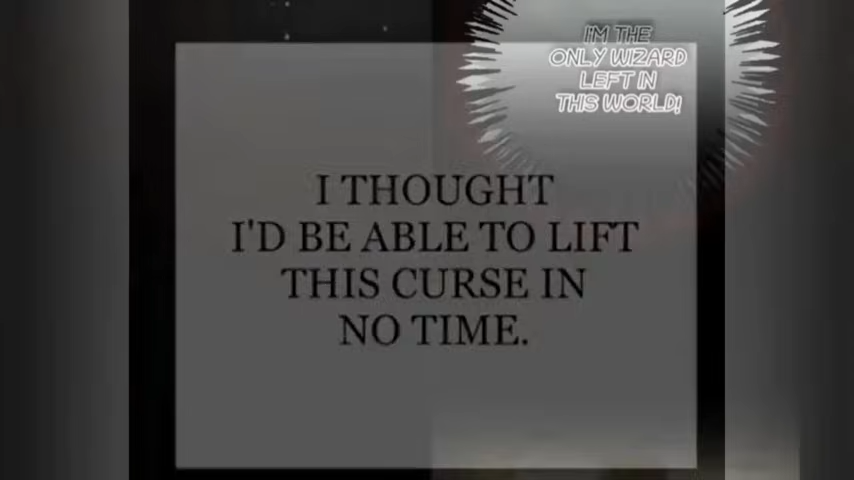 I'M THE
ONLY WIZARD
LEFT IN
THIS WORLD!
I THOUGHT
I'D BE ABLE TO LIFT
THIS CURSE IN
NO TIME.